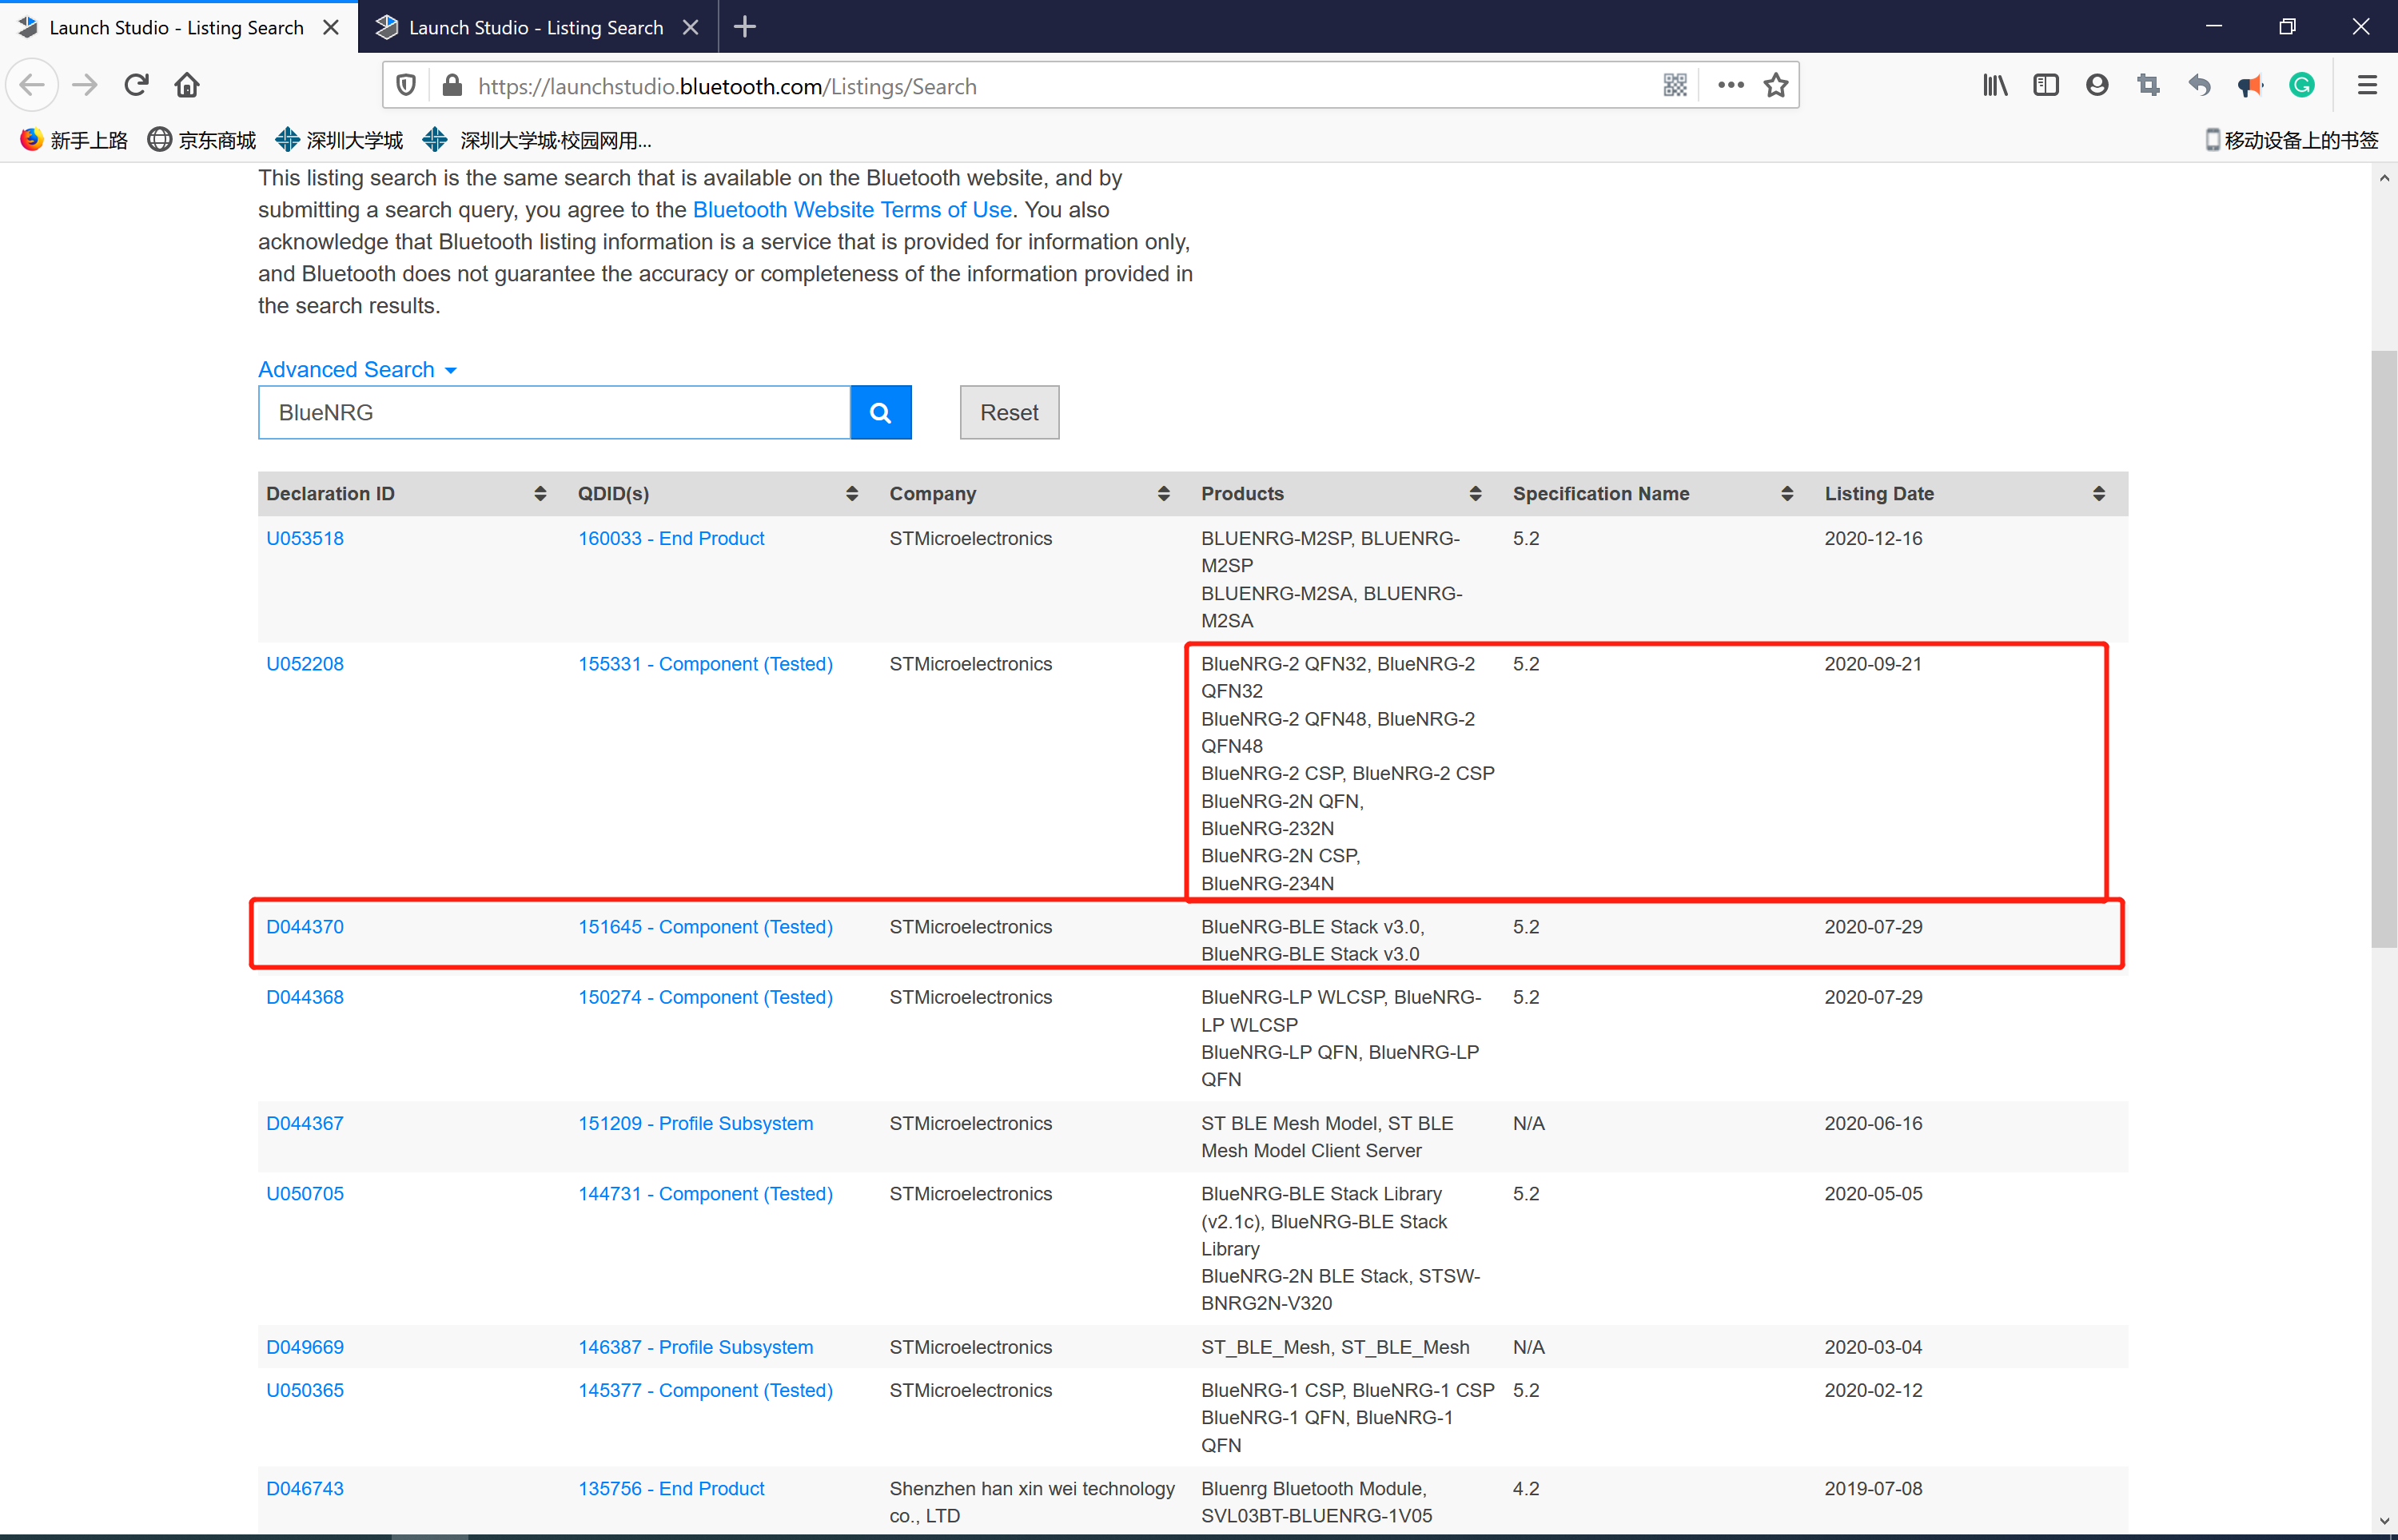 Launch Studio - Listing Search
Launch Studio - Listing Search
https://launchstudio.bluetooth.com/Listings/Search
新手上路
京东商城
深圳大学城
深圳大学城·校园网用...
移动设备上的书签
This listing search is the same search that is available on the Bluetooth website, and by
submitting a search query, you agree to the Bluetooth Website Terms of Use. You also
acknowledge that Bluetooth listing information is a service that is provided for information only,
and Bluetooth does not guarantee the accuracy or completeness of the information provided in
the search results.
Advanced Search
BlueNRG
Reset
Declaration ID QDID(s) Company Products Specification Name Listing Date
U053518 160033 - End Product STMicroelectronics BLUENRG-M2SP, BLUENRG- 5.2 2020-12-16
M2SP
BLUENRG-M2SA, BLUENRG-
M2SA
U052208 155331 - Component (Tested) STMicroelectronics BlueNRG-2 QFN32, BlueNRG-2 5.2 2020-09-21
QFN32
BlueNRG-2 QFN48, BlueNRG-2
QFN48
BlueNRG-2 CSP, BlueNRG-2 CSP
BlueNRG-2N QFN,
BlueNRG-232N
BlueNRG-2N CSP,
BlueNRG-234N
D044370 151645 - Component (Tested) STMicroelectronics BlueNRG-BLE Stack v3.0, 5.2 2020-07-29
BlueNRG-BLE Stack v3.0
D044368 150274 - Component (Tested) STMicroelectronics BlueNRG-LP WLCSP, BlueNRG- 5.2 2020-07-29
LP WLCSP
BlueNRG-LP QFN, BlueNRG-LP
QFN
D044367 151209 - Profile Subsystem STMicroelectronics ST BLE Mesh Model, ST BLE N/A 2020-06-16
Mesh Model Client Server
U050705 144731 - Component (Tested) STMicroelectronics BlueNRG-BLE Stack Library 5.2 2020-05-05
(v2.1c), BlueNRG-BLE Stack
Library
BlueNRG-2N BLE Stack, STSW-
BNRG2N-V320
D049669 146387 - Profile Subsystem STMicroelectronics ST_BLE_Mesh, ST_BLE_Mesh N/A 2020-03-04
U050365 145377 - Component (Tested) STMicroelectronics BlueNRG-1 CSP, BlueNRG-1 CSP 5.2 2020-02-12
BlueNRG-1 QFN, BlueNRG-1
QFN
D046743 135756 - End Product Shenzhen han xin wei technology Bluenrg Bluetooth Module, 4.2 2019-07-08
co., LTD SVL03BT-BLUENRG-1V05